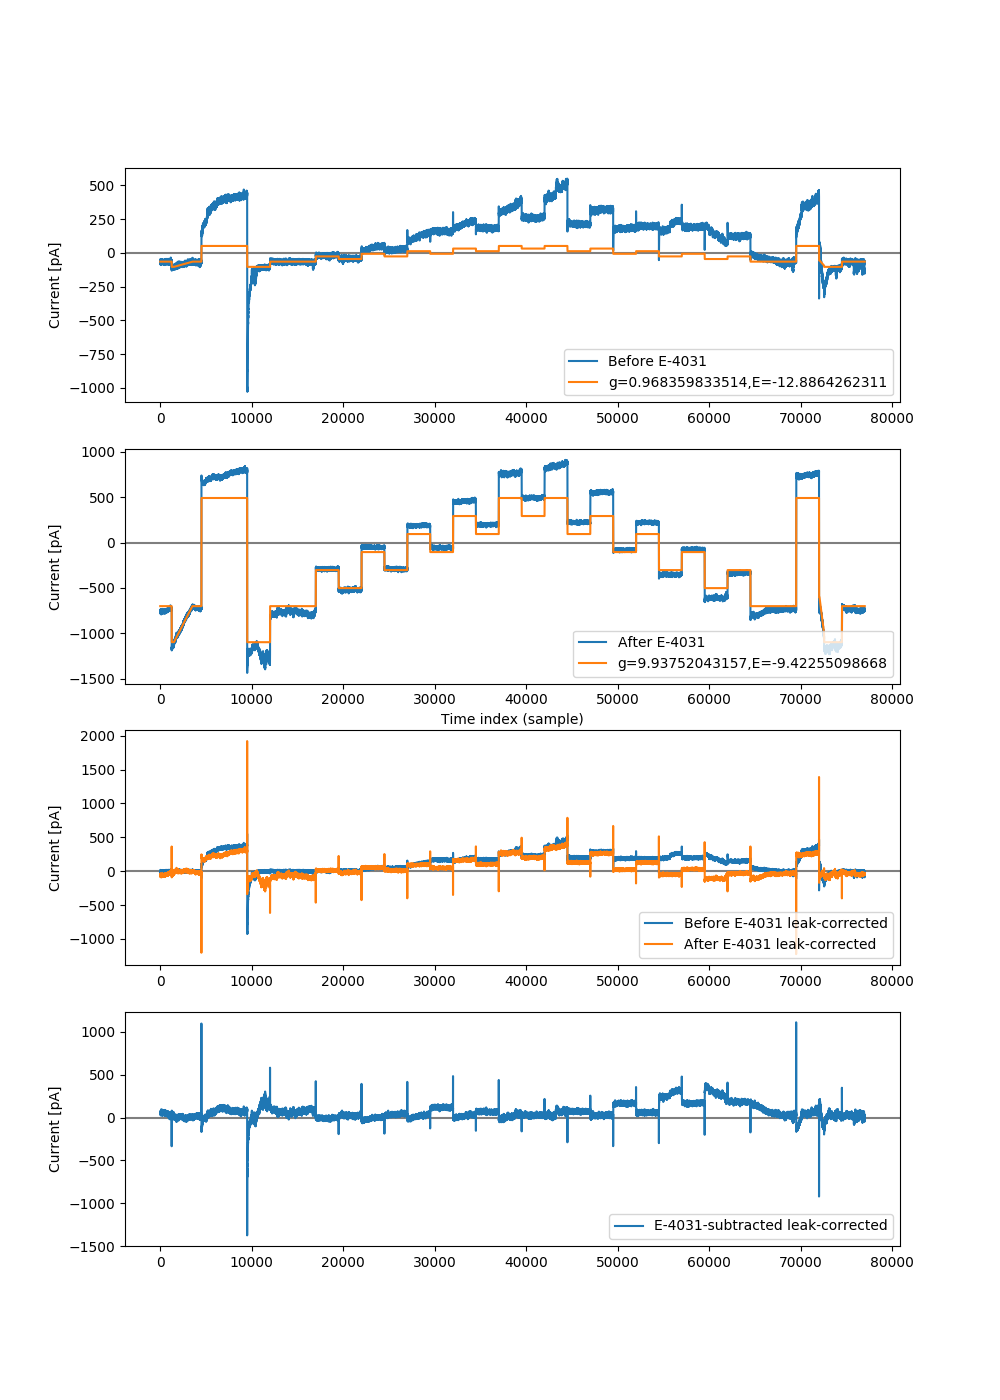 500
250
0
−250
−500
−750
−1000
Current [pA]
Before E-4031
g=0.968359833514,E=-12.8864262311
0 10000 20000 30000 40000 50000 60000 70000 80000
1000
500
0
−500
−1000
−1500
Current [pA]
After E-4031
g=9.93752043157,E=-9.42255098668
0 10000 20000 30000 40000 50000 60000 70000 80000
Time index (sample)
2000
1500
1000
500
0
−500
−1000
Current [pA]
Before E-4031 leak-corrected
After E-4031 leak-corrected
0 10000 20000 30000 40000 50000 60000 70000 80000
1000
500
0
−500
−1000
−1500
Current [pA]
E-4031-subtracted leak-corrected
0 10000 20000 30000 40000 50000 60000 70000 80000